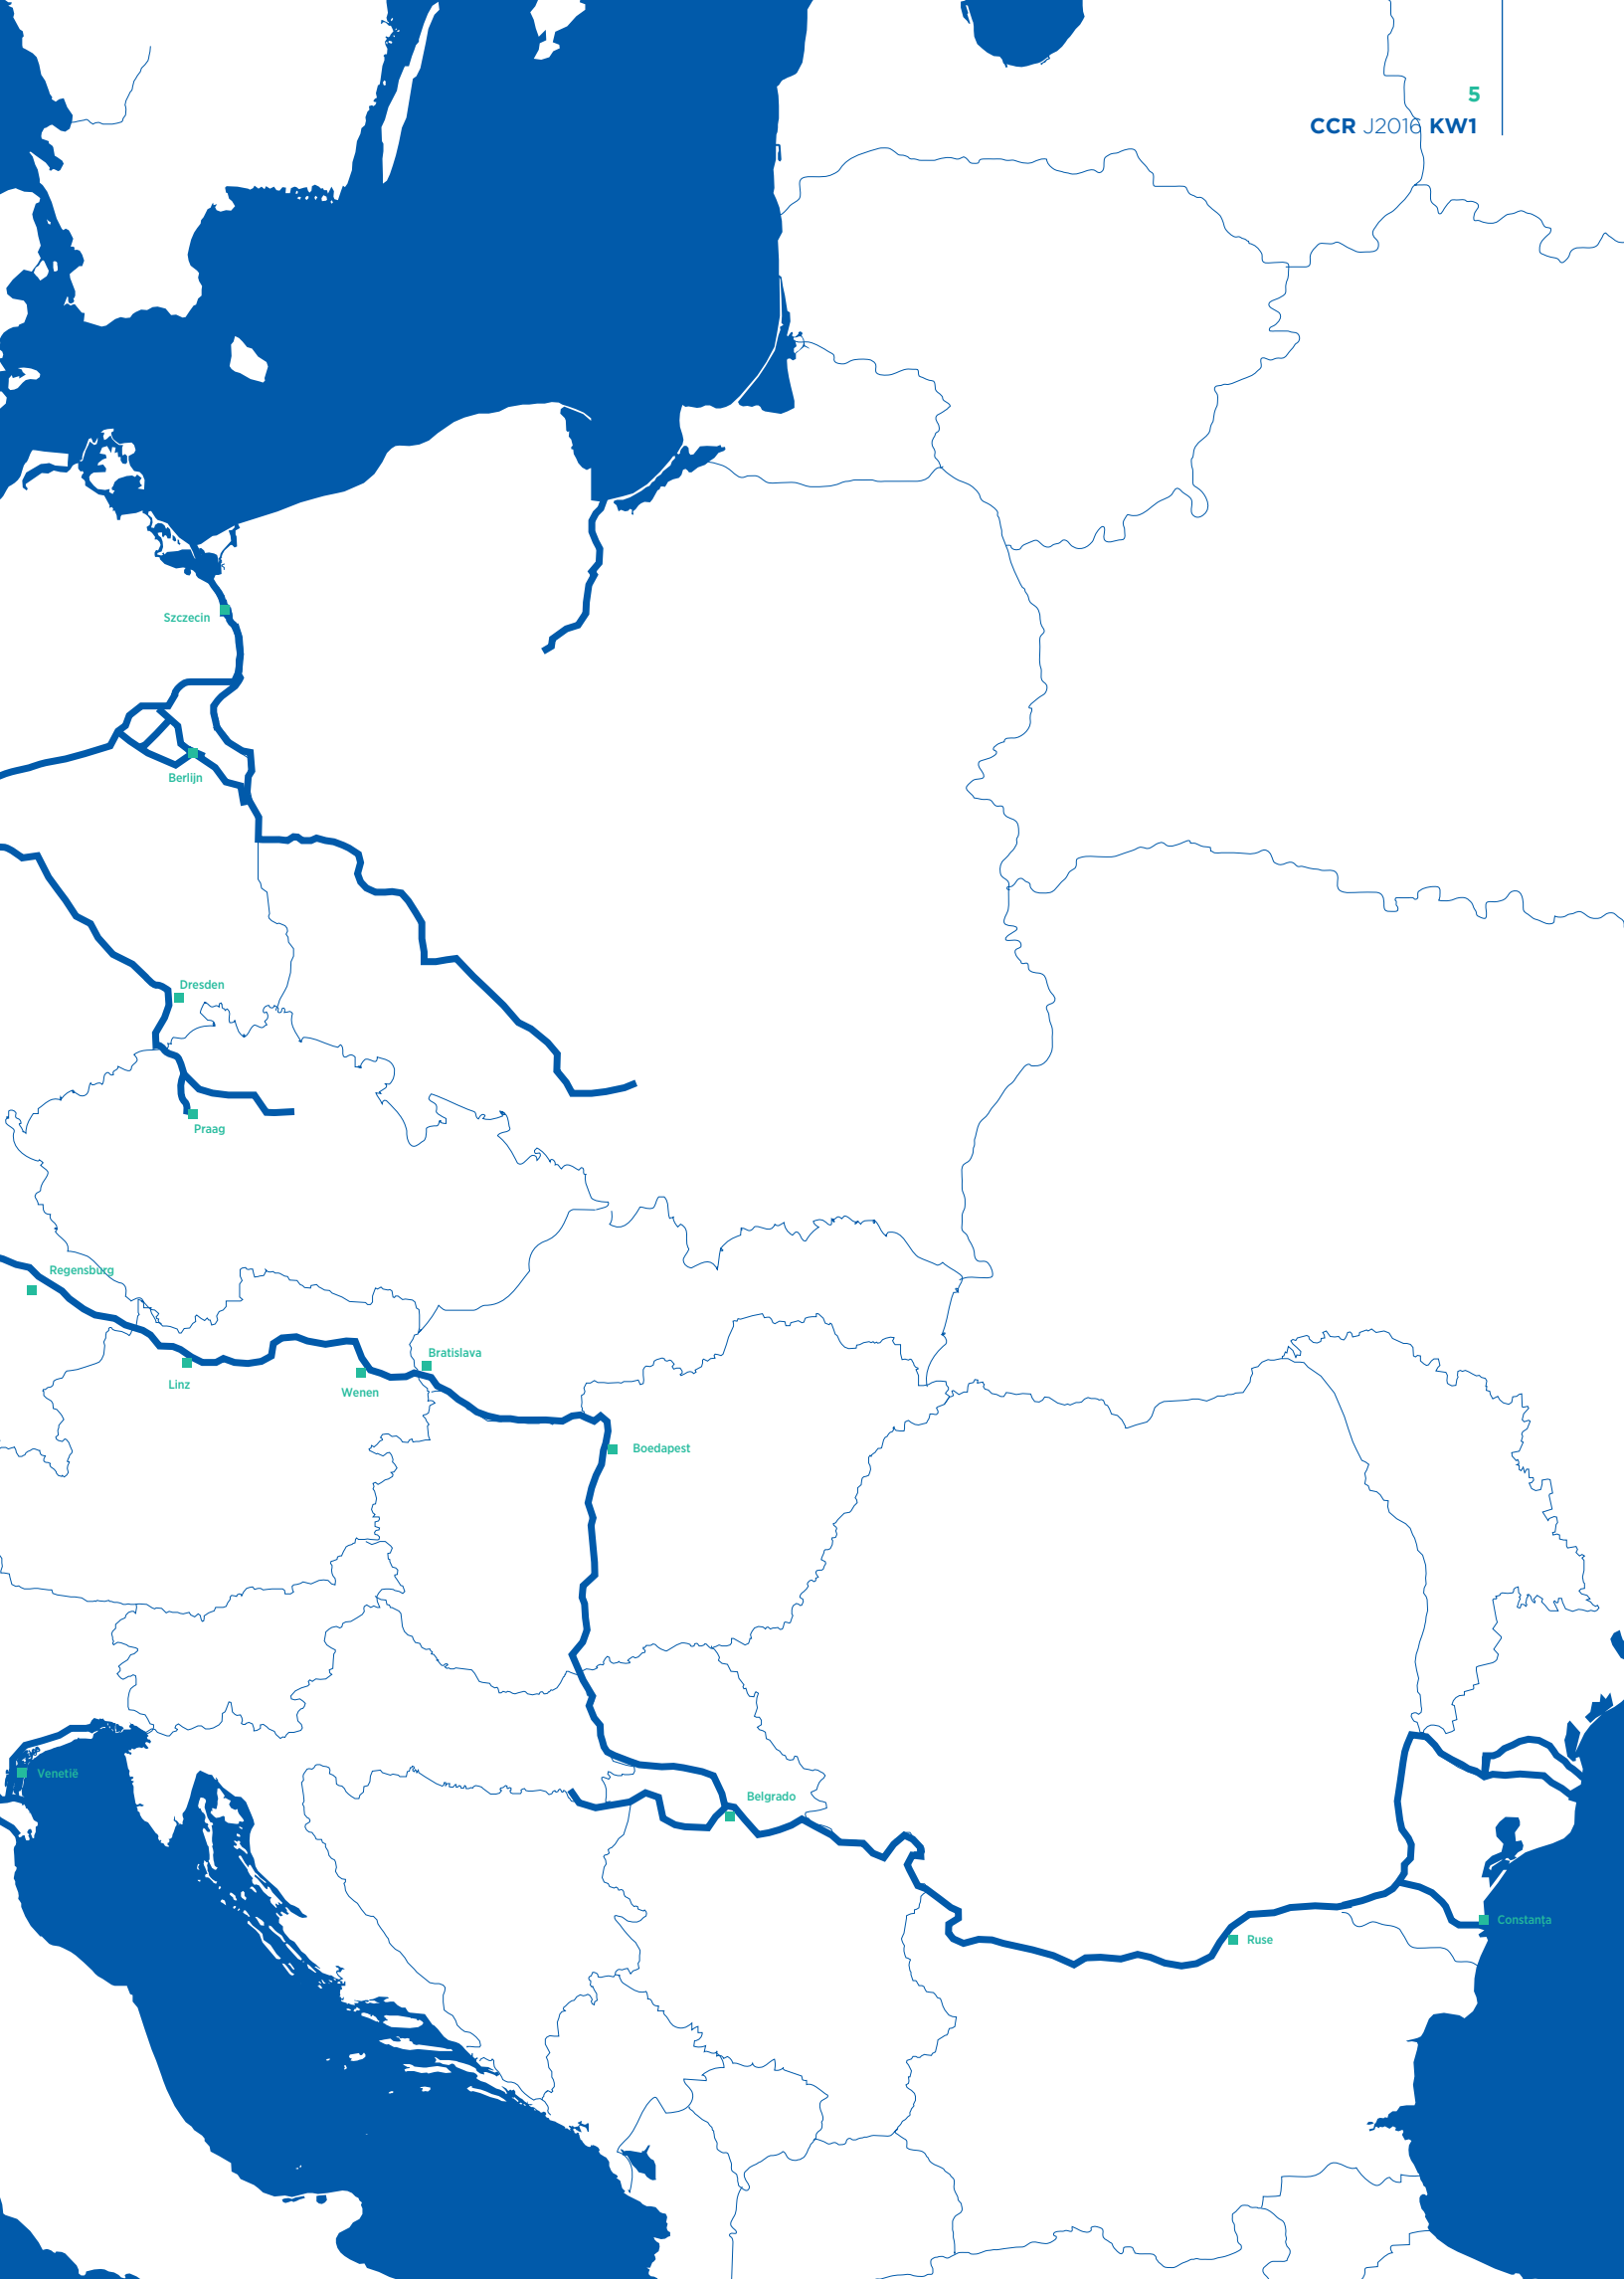 5
CCR J2016 KW1
Szczecin
Berlijn
Dresden
Praag
Regensburg
Bratislava
Linz
Wenen
Boedapest
Venetië
Belgrado
Constanța
Ruse